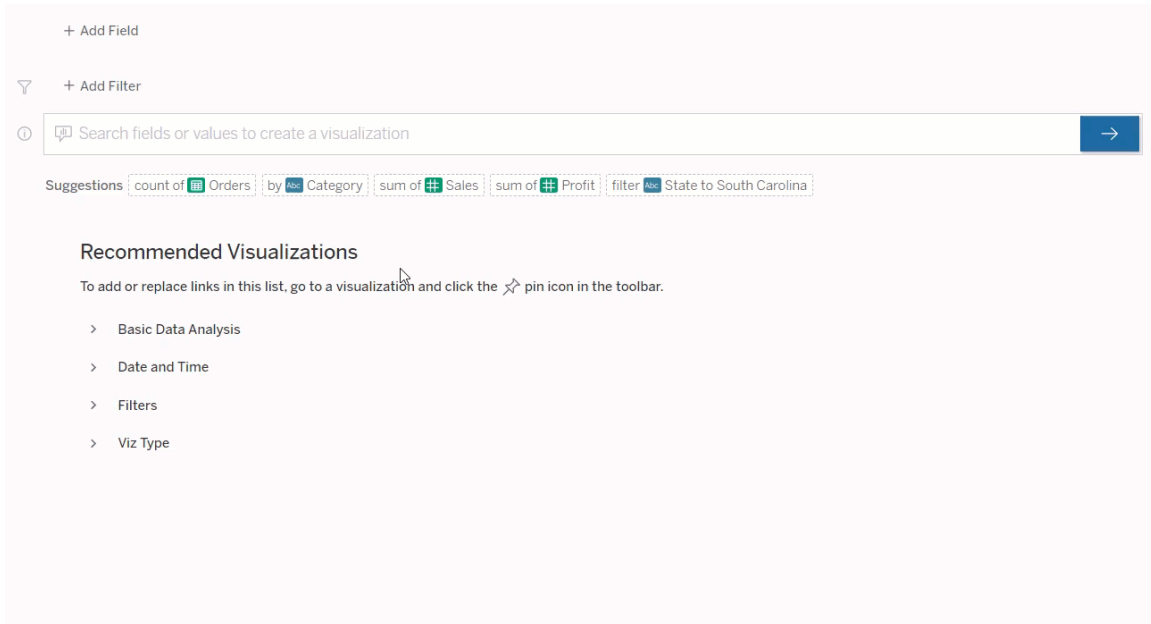 + Add Field
+ Add Filter
Search fields or values to create a visualization
Suggestions count of Orders by Abc Category sum of Sales sum of Profit filter Abc State to South Carolina
Recommended Visualizations
To add or replace links in this list, go to a visualization and click the pin icon in the toolbar.
Basic Data Analysis
Date and Time
Filters
Viz Type